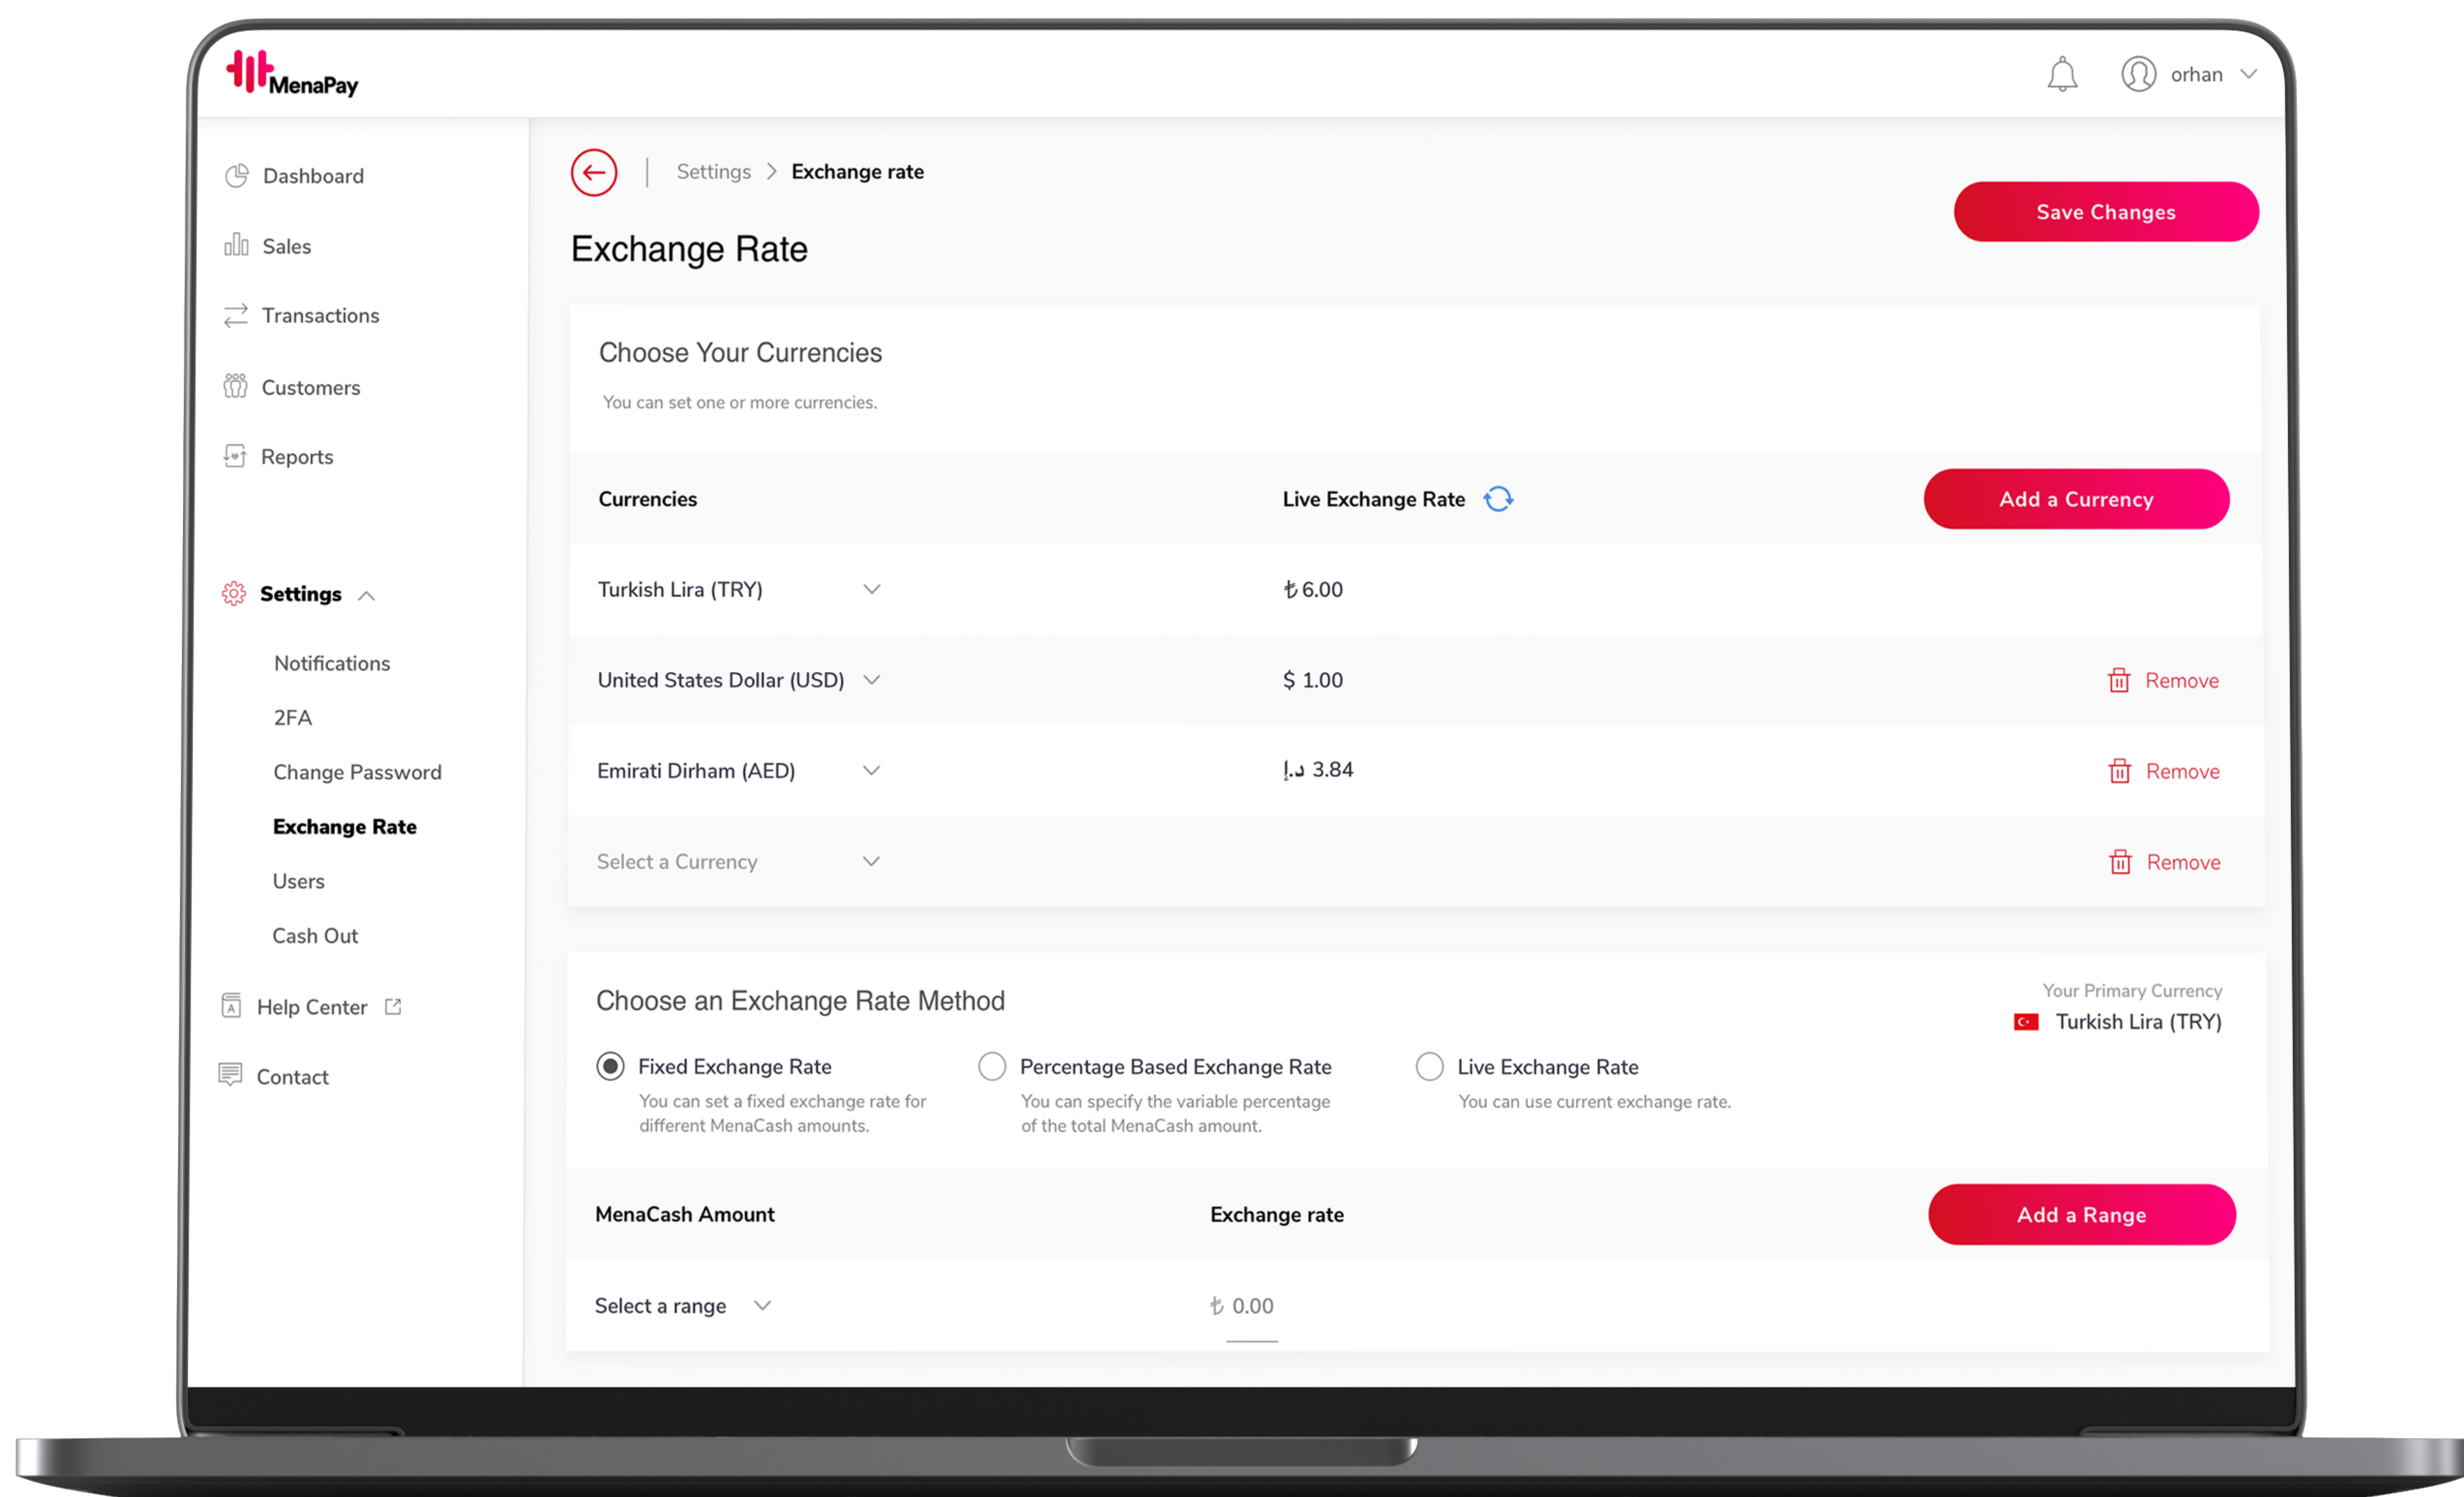 MenaPay
orhan
Dashboard
Sales
Transactions
Customers
Reports
Settings
Notifications
2FA
Change Password
Exchange Rate
Users
Cash Out
Help Center
Contact
Settings > Exchange rate
Save Changes
Exchange Rate
Choose Your Currencies
You can set one or more currencies.
Currencies
Live Exchange Rate
Add a Currency
Turkish Lira (TRY)
₺ 6.00
United States Dollar (USD)
$ 1.00
Remove
Emirati Dirham (AED)
د.إ 3.84
Remove
Select a Currency
Remove
Choose an Exchange Rate Method
Your Primary Currency
Turkish Lira (TRY)
Fixed Exchange Rate
You can set a fixed exchange rate for
different MenaCash amounts.
Percentage Based Exchange Rate
You can specify the variable percentage
of the total MenaCash amount.
Live Exchange Rate
You can use current exchange rate.
MenaCash Amount
Exchange rate
Add a Range
Select a range
₺ 0.00